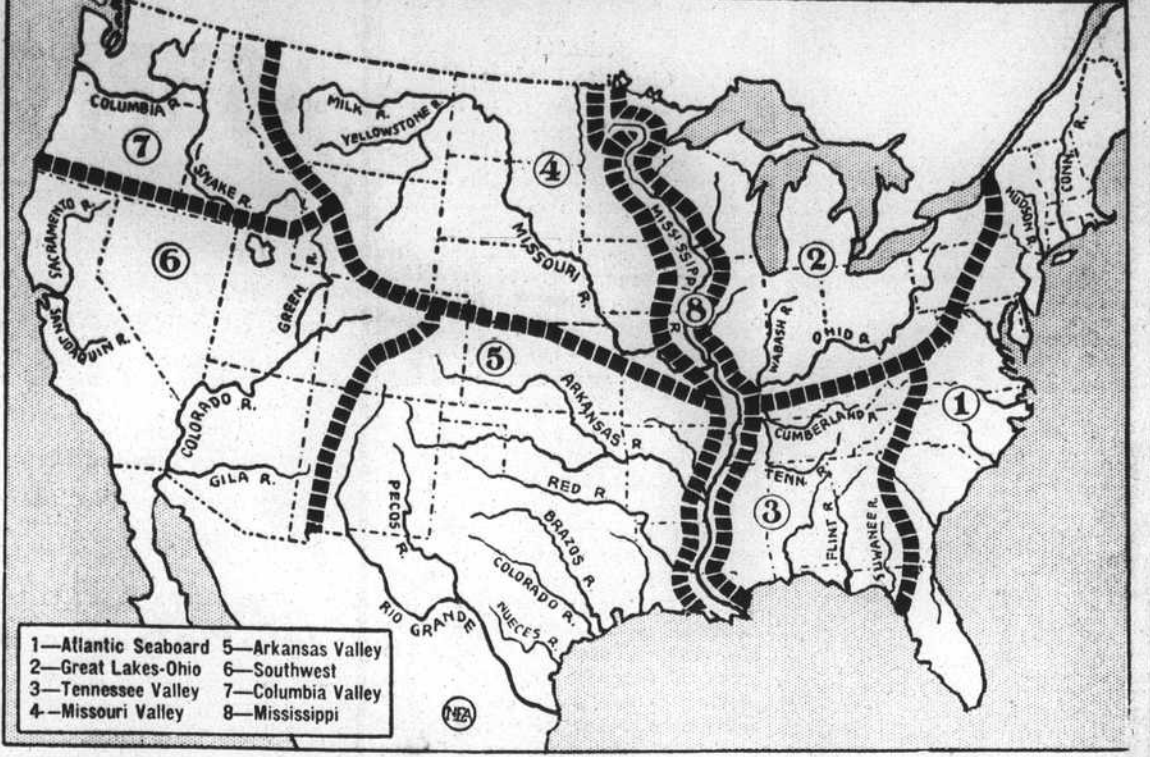 COLUMBIA R.
7
SNAKE R.
MILK R.
YELLOWSTONE R.
4
MISSOURI R.
MISSISSIPPI R.
8
2
HUDSON R.
CONN. R.
SACRAMENTO R.
6
SAN JOAQUIN R.
GREEN R.
COLORADO R.
GILA R.
5
ARKANSAS R.
WABASH R.
OHIO R.
1
CUMBERLAND R.
TENN. R.
3
FLINT R.
SUWANEE R.
PECOS R.
RED R.
BRAZOS R.
COLORADO R.
NUECES R.
RIO GRANDE
1—Atlantic Seaboard
2—Great Lakes-Ohio
3—Tennessee Valley
4—Missouri Valley
5—Arkansas Valley
6—Southwest
7—Columbia Valley
8—Mississippi
NEA